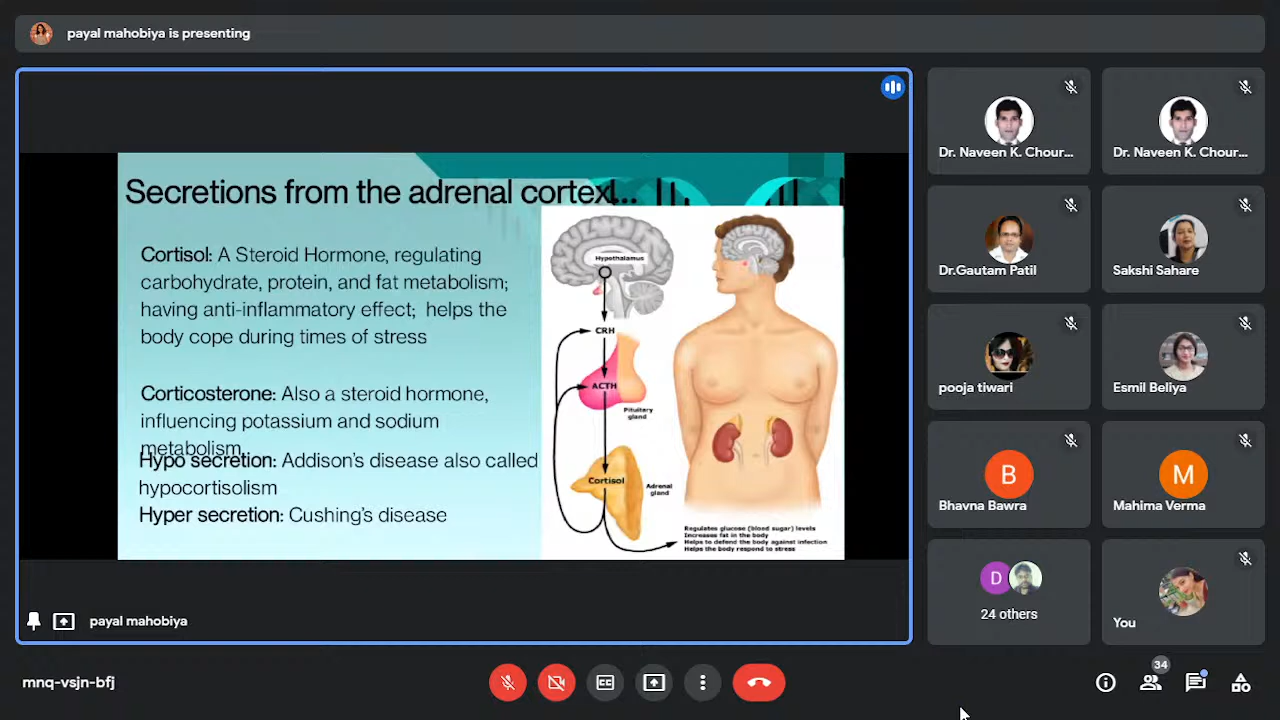 payal mahobiya is presenting
Secretions from the adrenal cortex...
Cortisol: A Steroid Hormone, regulating
carbohydrate, protein, and fat metabolism;
having anti-inflammatory effect; helps the
body cope during times of stress
Corticosterone: Also a steroid hormone,
influencing potassium and sodium
metabolism
Hypo secretion: Addison's disease also called
hypocortisolism
Hyper secretion: Cushing's disease
Hypothalamus
CRH
ACTH
Pituitery
gland
Cortisol
Adrenal
gland
Regulates glucose (blood sugar) levels
Increases fat in the body
Helps to defend the body against infection
Helps the body respond to stress
payal mahobiya
Dr. Naveen K. Chour...
Dr. Naveen K. Chour...
Dr.Gautam Patil
Sakshi Sahare
pooja tiwari
Esmil Beliya
B
Bhavna Bawra
M
Mahima Verma
D
24 others
You
mnq-vsjn-bfj
CC
34